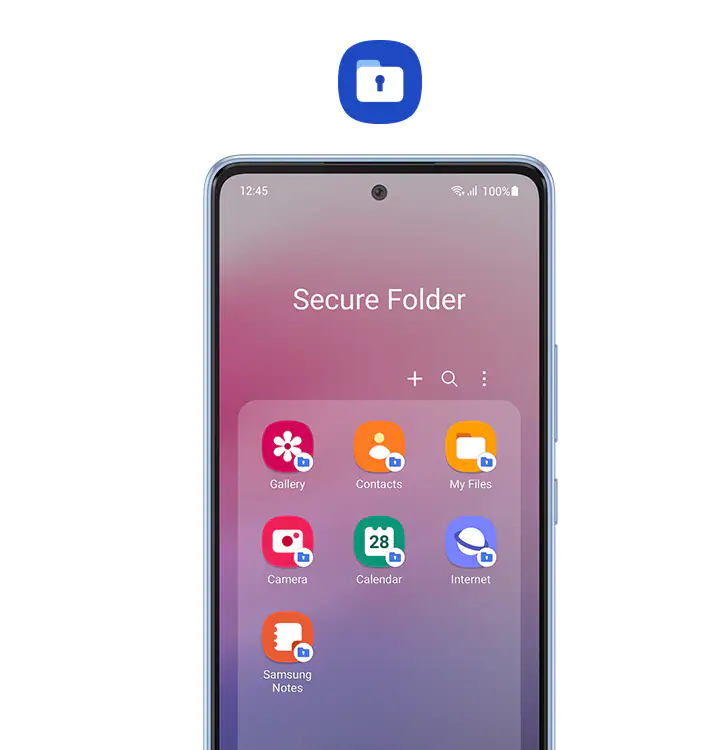 12:45 100%
Secure Folder
Gallery Contacts My Files
28
Camera Calendar Internet
Samsung
Notes